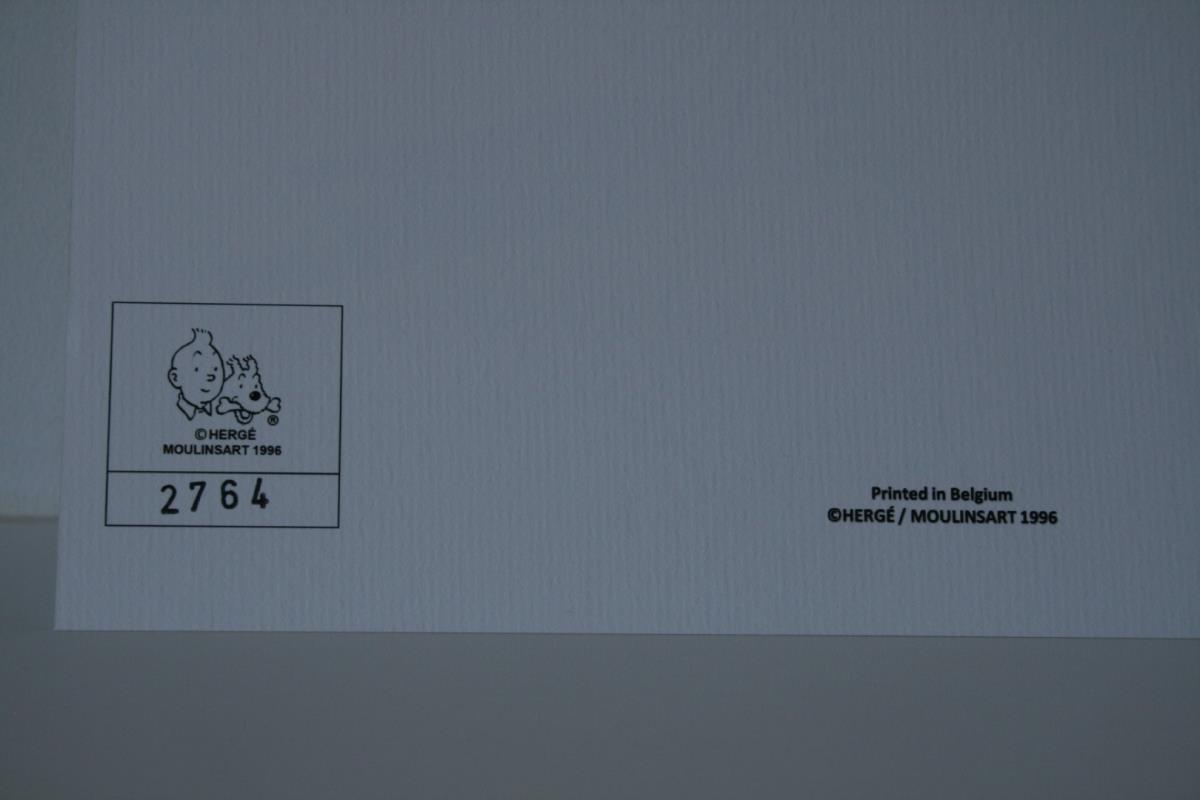 ®
©HERGÉ
MOULINSART 1996
2764
Printed in Belgium
©HERGÉ / MOULINSART 1996